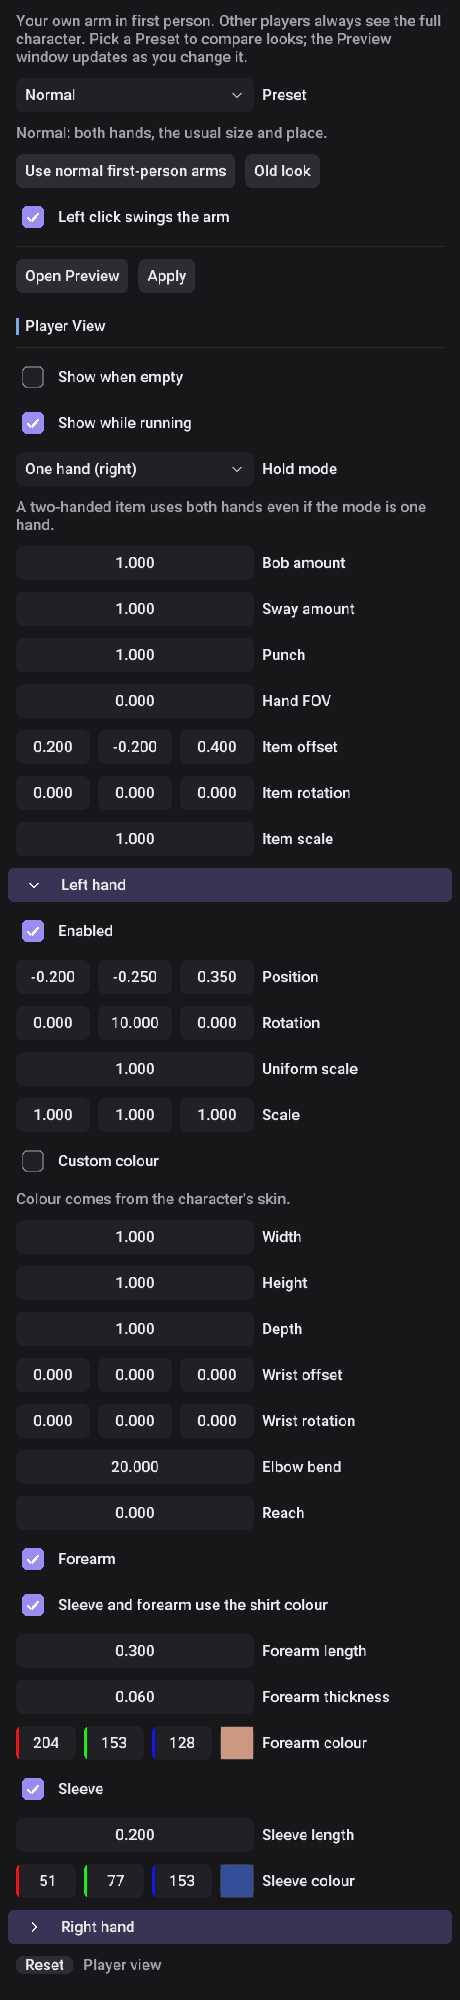 Your own arm in first person. Other players always see the full
character. Pick a Preset to compare looks; the Preview
window updates as you change it.
Normal Preset
Normal: both hands, the usual size and place.
Use normal first-person arms Old look
Left click swings the arm
Open Preview Apply
Player View
Show when empty
Show while running
One hand (right) Hold mode
A two-handed item uses both hands even if the mode is one
hand.
1.000 Bob amount
1.000 Sway amount
1.000 Punch
0.000 Hand FOV
0.200 -0.200 0.400 Item offset
0.000 0.000 0.000 Item rotation
1.000 Item scale
Left hand
Enabled
-0.200 -0.250 0.350 Position
0.000 10.000 0.000 Rotation
1.000 Uniform scale
1.000 1.000 1.000 Scale
Custom colour
Colour comes from the character's skin.
1.000 Width
1.000 Height
1.000 Depth
0.000 0.000 0.000 Wrist offset
0.000 0.000 0.000 Wrist rotation
20.000 Elbow bend
0.000 Reach
Forearm
Sleeve and forearm use the shirt colour
0.300 Forearm length
0.060 Forearm thickness
204 153 128 Forearm colour
Sleeve
0.200 Sleeve length
51 77 153 Sleeve colour
Right hand
Reset Player view